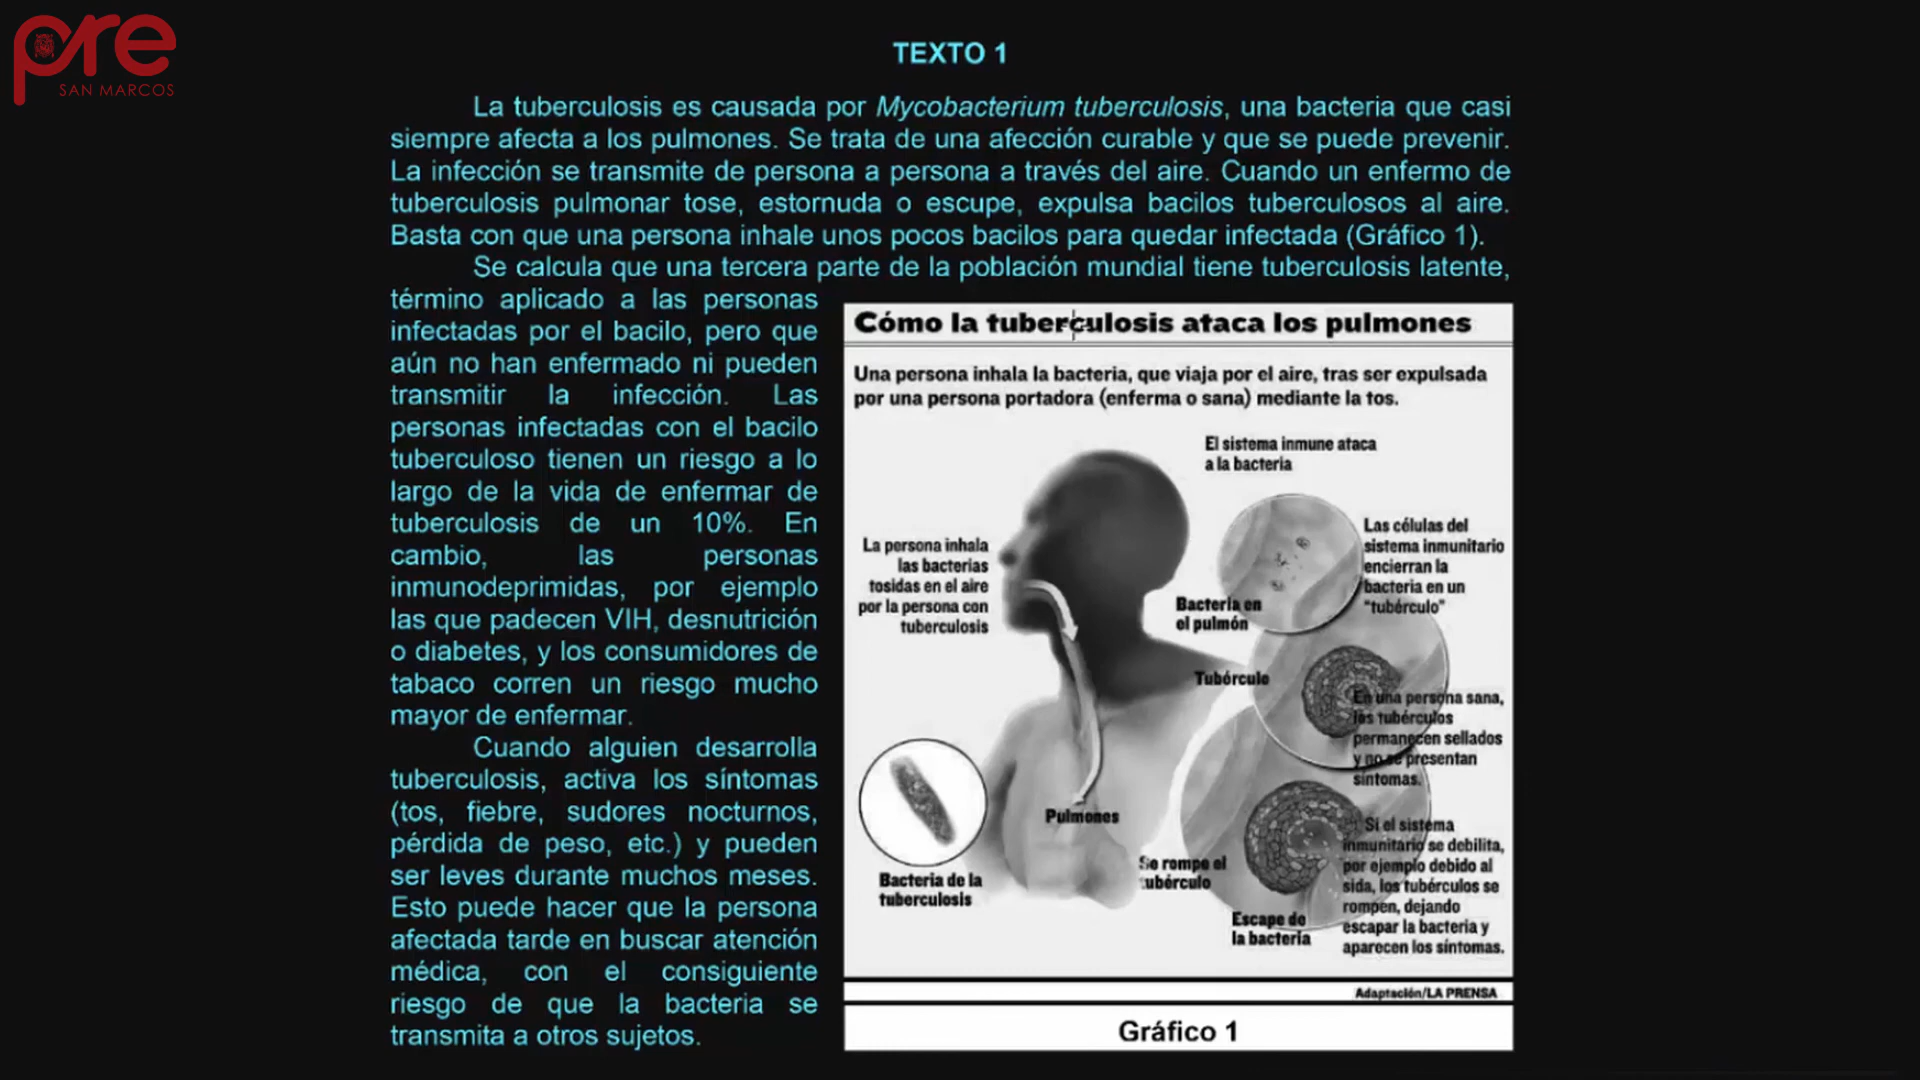 pre
SAN MARCOS
TEXTO 1
La tuberculosis es causada por Mycobacterium tuberculosis, una bacteria que casi
siempre afecta a los pulmones. Se trata de una afección curable y que se puede prevenir.
La infección se transmite de persona a persona a través del aire. Cuando un enfermo de
tuberculosis pulmonar tose, estornuda o escupe, expulsa bacilos tuberculosos al aire.
Basta con que una persona inhale unos pocos bacilos para quedar infectada (Gráfico 1).
Se calcula que una tercera parte de la población mundial tiene tuberculosis latente,
término aplicado a las personas
infectadas por el bacilo, pero que
aún no han enfermado ni pueden
transmitir la infección. Las
personas infectadas con el bacilo
tuberculoso tienen un riesgo a lo
largo de la vida de enfermar de
tuberculosis de un 10%. En
cambio, las personas
inmunodeprimidas, por ejemplo
las que padecen VIH, desnutrición
o diabetes, y los consumidores de
tabaco corren un riesgo mucho
mayor de enfermar.
Cuando alguien desarrolla
tuberculosis, activa los síntomas
(tos, fiebre, sudores nocturnos,
pérdida de peso, etc.) y pueden
ser leves durante muchos meses.
Esto puede hacer que la persona
afectada tarde en buscar atención
médica, con el consiguiente
riesgo de que la bacteria se
transmita a otros sujetos.
Cómo la tuberculosis ataca los pulmones
Una persona inhala la bacteria, que viaja por el aire, tras ser expulsada
por una persona portadora (enferma o sana) mediante la tos.
El sistema inmune ataca
a la bacteria
La persona inhala
las bacterias
tosidas en el aire
por la persona con
tuberculosis
Las células del
sistema inmunitario
encierran la
bacteria en un
"tubérculo"
Bacteria en
el pulmón
Tubérculo
En una persona sana,
los tubérculos
permanecen sellados
y no se presentan
síntomas.
Pulmones
Si el sistema
inmunitario se debilita,
por ejemplo debido al
sida, los tubérculos se
rompen, dejando
escapar la bacteria y
aparecen los síntomas.
Se rompe el
tubérculo
Bacteria de la
tuberculosis
Escape de
la bacteria
Adaptación/LA PRENSA
Gráfico 1